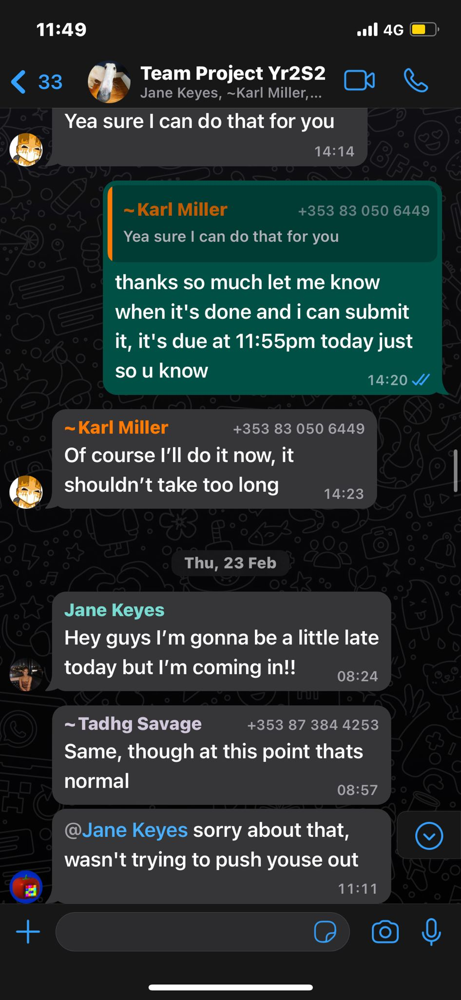 11:49
4G
33
Team Project Yr2S2
Jane Keyes, ~Karl Miller,...
Yea sure I can do that for you
14:14
~Karl Miller +353 83 050 6449
Yea sure I can do that for you
thanks so much let me know
when it's done and i can submit
it, it's due at 11:55pm today just
so u know
14:20
~Karl Miller +353 83 050 6449
Of course I’ll do it now, it
shouldn’t take too long
14:23
Thu, 23 Feb
Jane Keyes
Hey guys I’m gonna be a little late
today but I’m coming in!!
08:24
~Tadhg Savage +353 87 384 4253
Same, though at this point thats
normal
08:57
@Jane Keyes sorry about that,
wasn't trying to push youse out
11:11